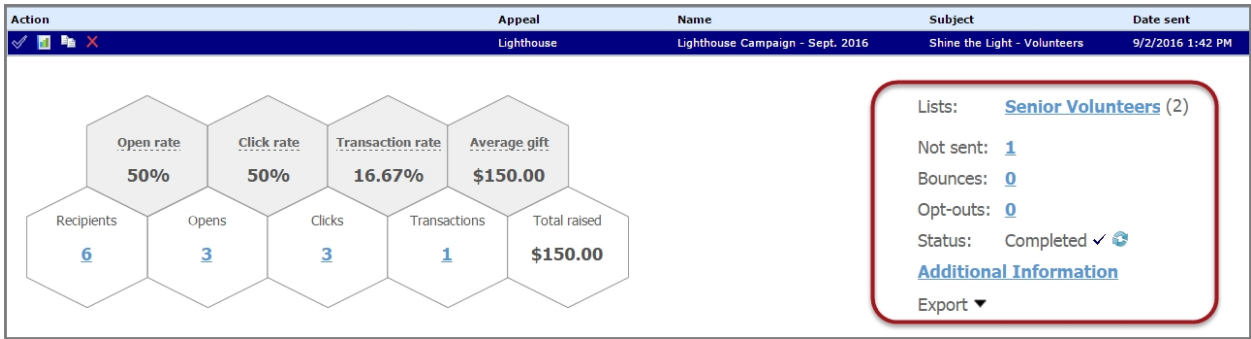 Action Appeal Name Subject Date sent
Lighthouse Lighthouse Campaign - Sept. 2016 Shine the Light - Volunteers 9/2/2016 1:42 PM
Open rate Click rate Transaction rate Average gift
50% 50% 16.67% $150.00
Recipients Opens Clicks Transactions Total raised
6 3 3 1 $150.00
Lists: Senior Volunteers (2)
Not sent: 1
Bounces: 0
Opt-outs: 0
Status: Completed
Additional Information
Export